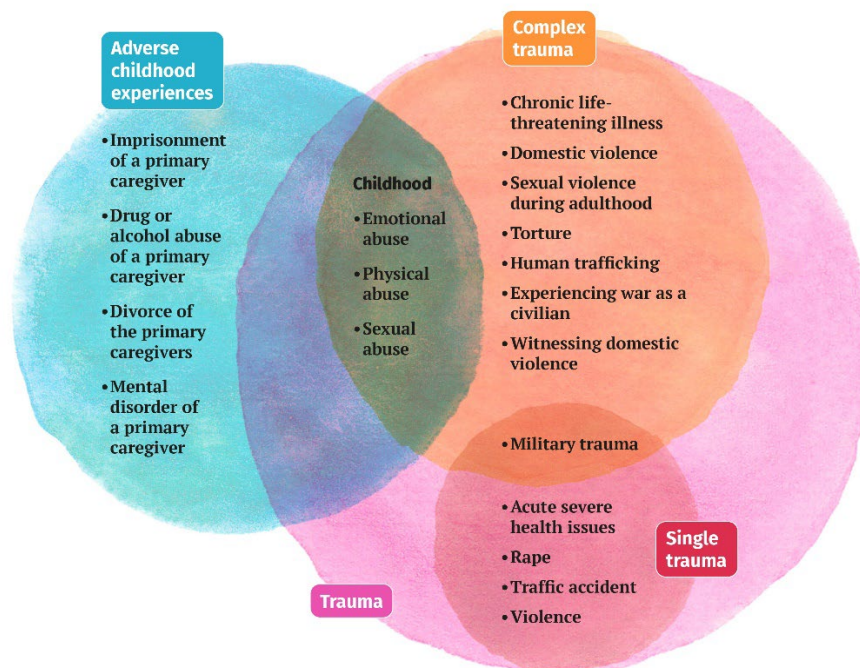 Adverse
childhood
experiences
•Imprisonment
of a primary
caregiver
•Drug or
alcohol abuse
of a primary
caregiver
•Divorce of
the primary
caregivers
•Mental
disorder of
a primary
caregiver
Childhood
•Emotional
abuse
•Physical
abuse
•Sexual
abuse
Complex
trauma
•Chronic life-
threatening illness
•Domestic violence
•Sexual violence
during adulthood
•Torture
•Human trafficking
•Experiencing war as a
civilian
•Witnessing domestic
violence
•Military trauma
•Acute severe
health issues
•Rape
•Traffic accident
•Violence
Single
trauma
Trauma